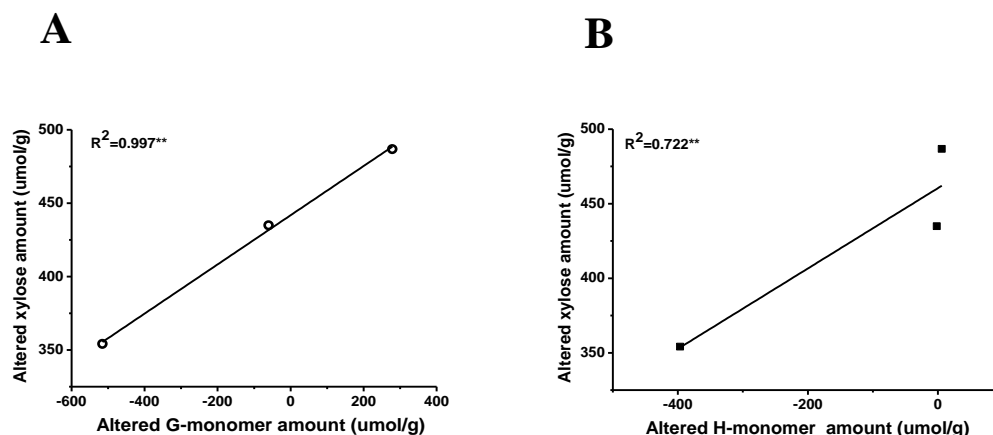 A
B
R2=0.997**
R2=0.722**
Altered xylose amount (umol/g)
500
450
400
350
-600
-400
-200
0
200
400
Altered G-monomer amount (umol/g)
Altered xylose amount (umol/g)
500
450
400
350
-400
-200
0
Altered H-monomer amount (umol/g)